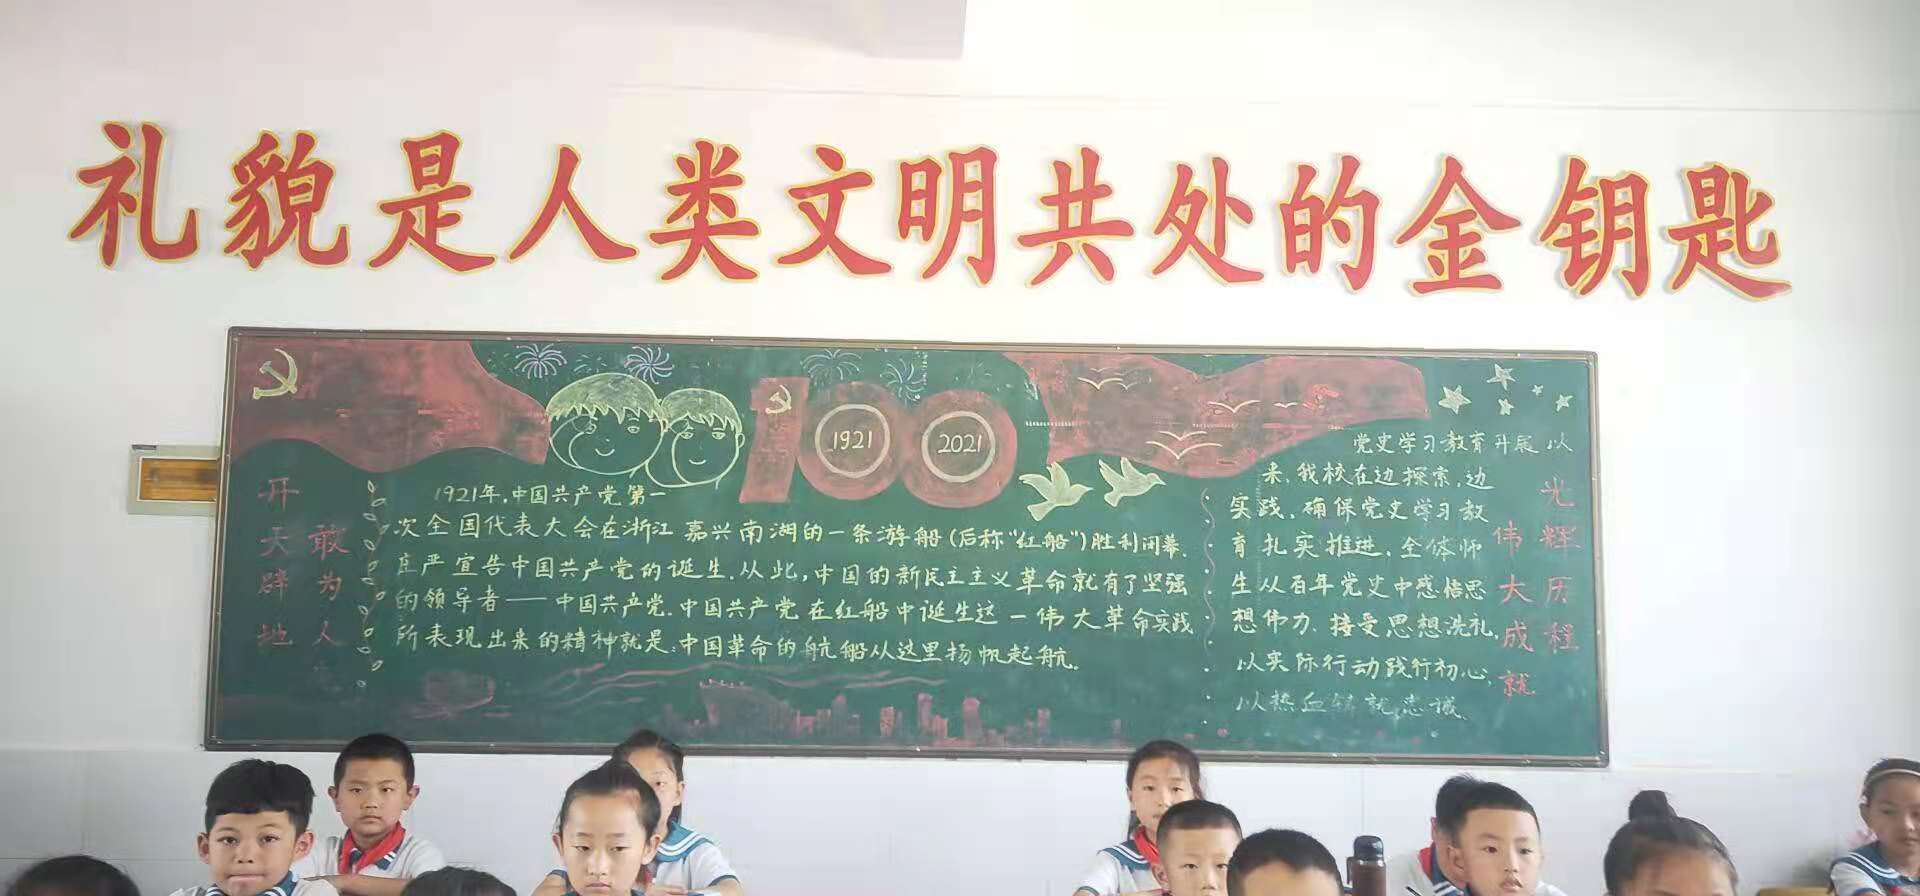 礼貌是人类文明共处的金钥匙
1921
2021
开天辟地
敢为人
1921年,中国共产党第一
次全国代表大会在浙江嘉兴南湖的一条游船(后称“红船”)胜利闭幕.
庄严宣告中国共产党的诞生.从此,中国的新民主主义革命就有了坚强
的领导者——中国共产党.中国共产党在红船中诞生这一伟大革命实践
所表现出来的精神就是:中国革命的航船从这里扬帆起航.
党史学习教育开展以
来,我校在边探索,边
实践,确保党史学习教
育扎实推进,全体师
生从百年党史中感悟思
想伟力、接受思想洗礼,
以实际行动践行初心,
以热血铸就忠诚.
光辉历程
伟大成就